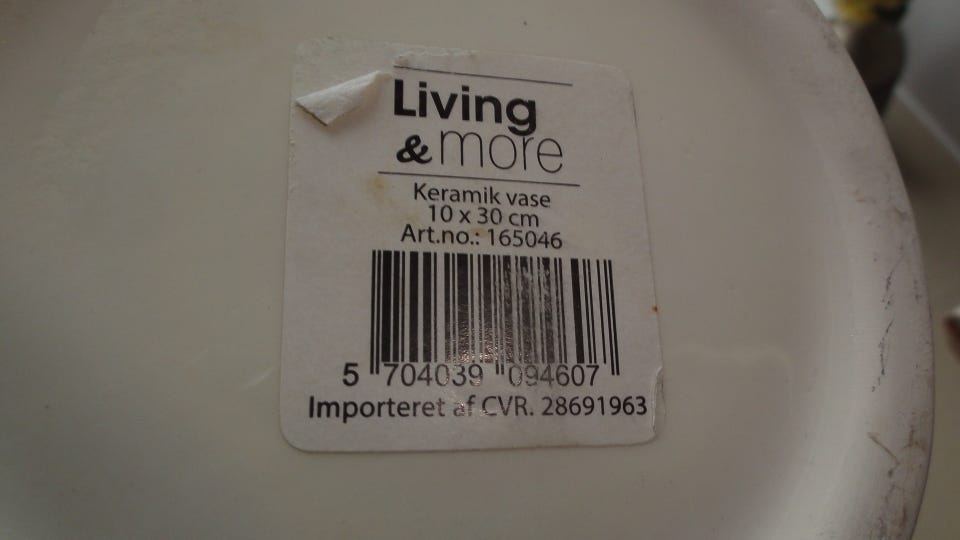 Living
&more
Keramik vase
10 x 30 cm
Art.no.: 165046
5 704039 094607
Importeret af CVR. 28691963